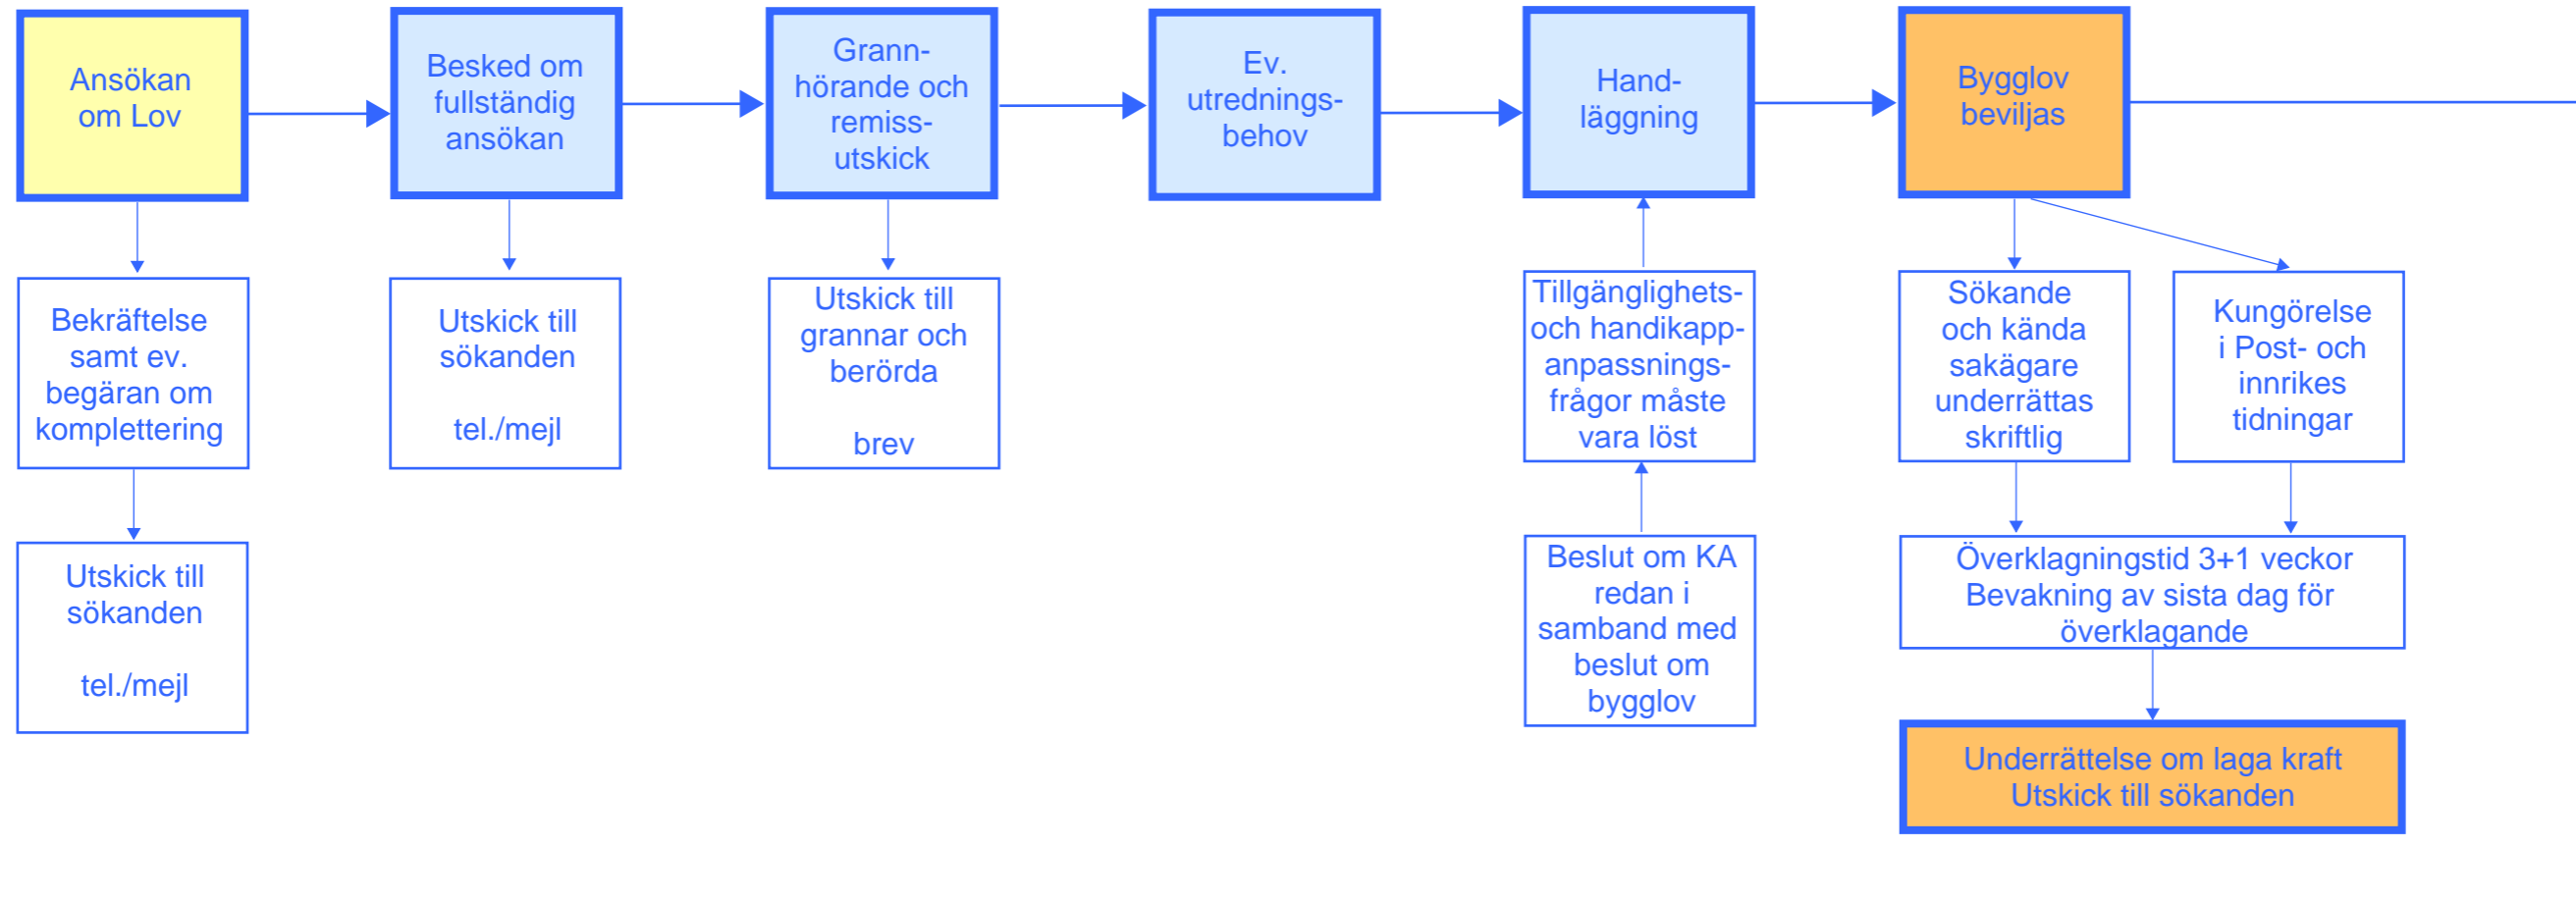 Ansökan
om Lov
Besked om
fullständig
ansökan
Grann-
hörande och
remiss-
utskick
Ev.
utrednings-
behov
Hand-
läggning
Bygglov
beviljas
Bekräftelse
samt ev.
begäran om
komplettering
Utskick till
sökanden
tel./mejl
Utskick till
grannar och
berörda
brev
Tillgänglighets-
och handikapp-
anpassnings-
frågor måste
vara löst
Sökande
och kända
sakägare
underrättas
skriftlig
Kungörelse
i Post- och
innrikes
tidningar
Utskick till
sökanden
tel./mejl
Beslut om KA
redan i
samband med
beslut om
bygglov
Överklagningstid 3+1 veckor
Bevakning av sista dag för
överklagande
Underrättelse om laga kraft
Utskick till sökanden